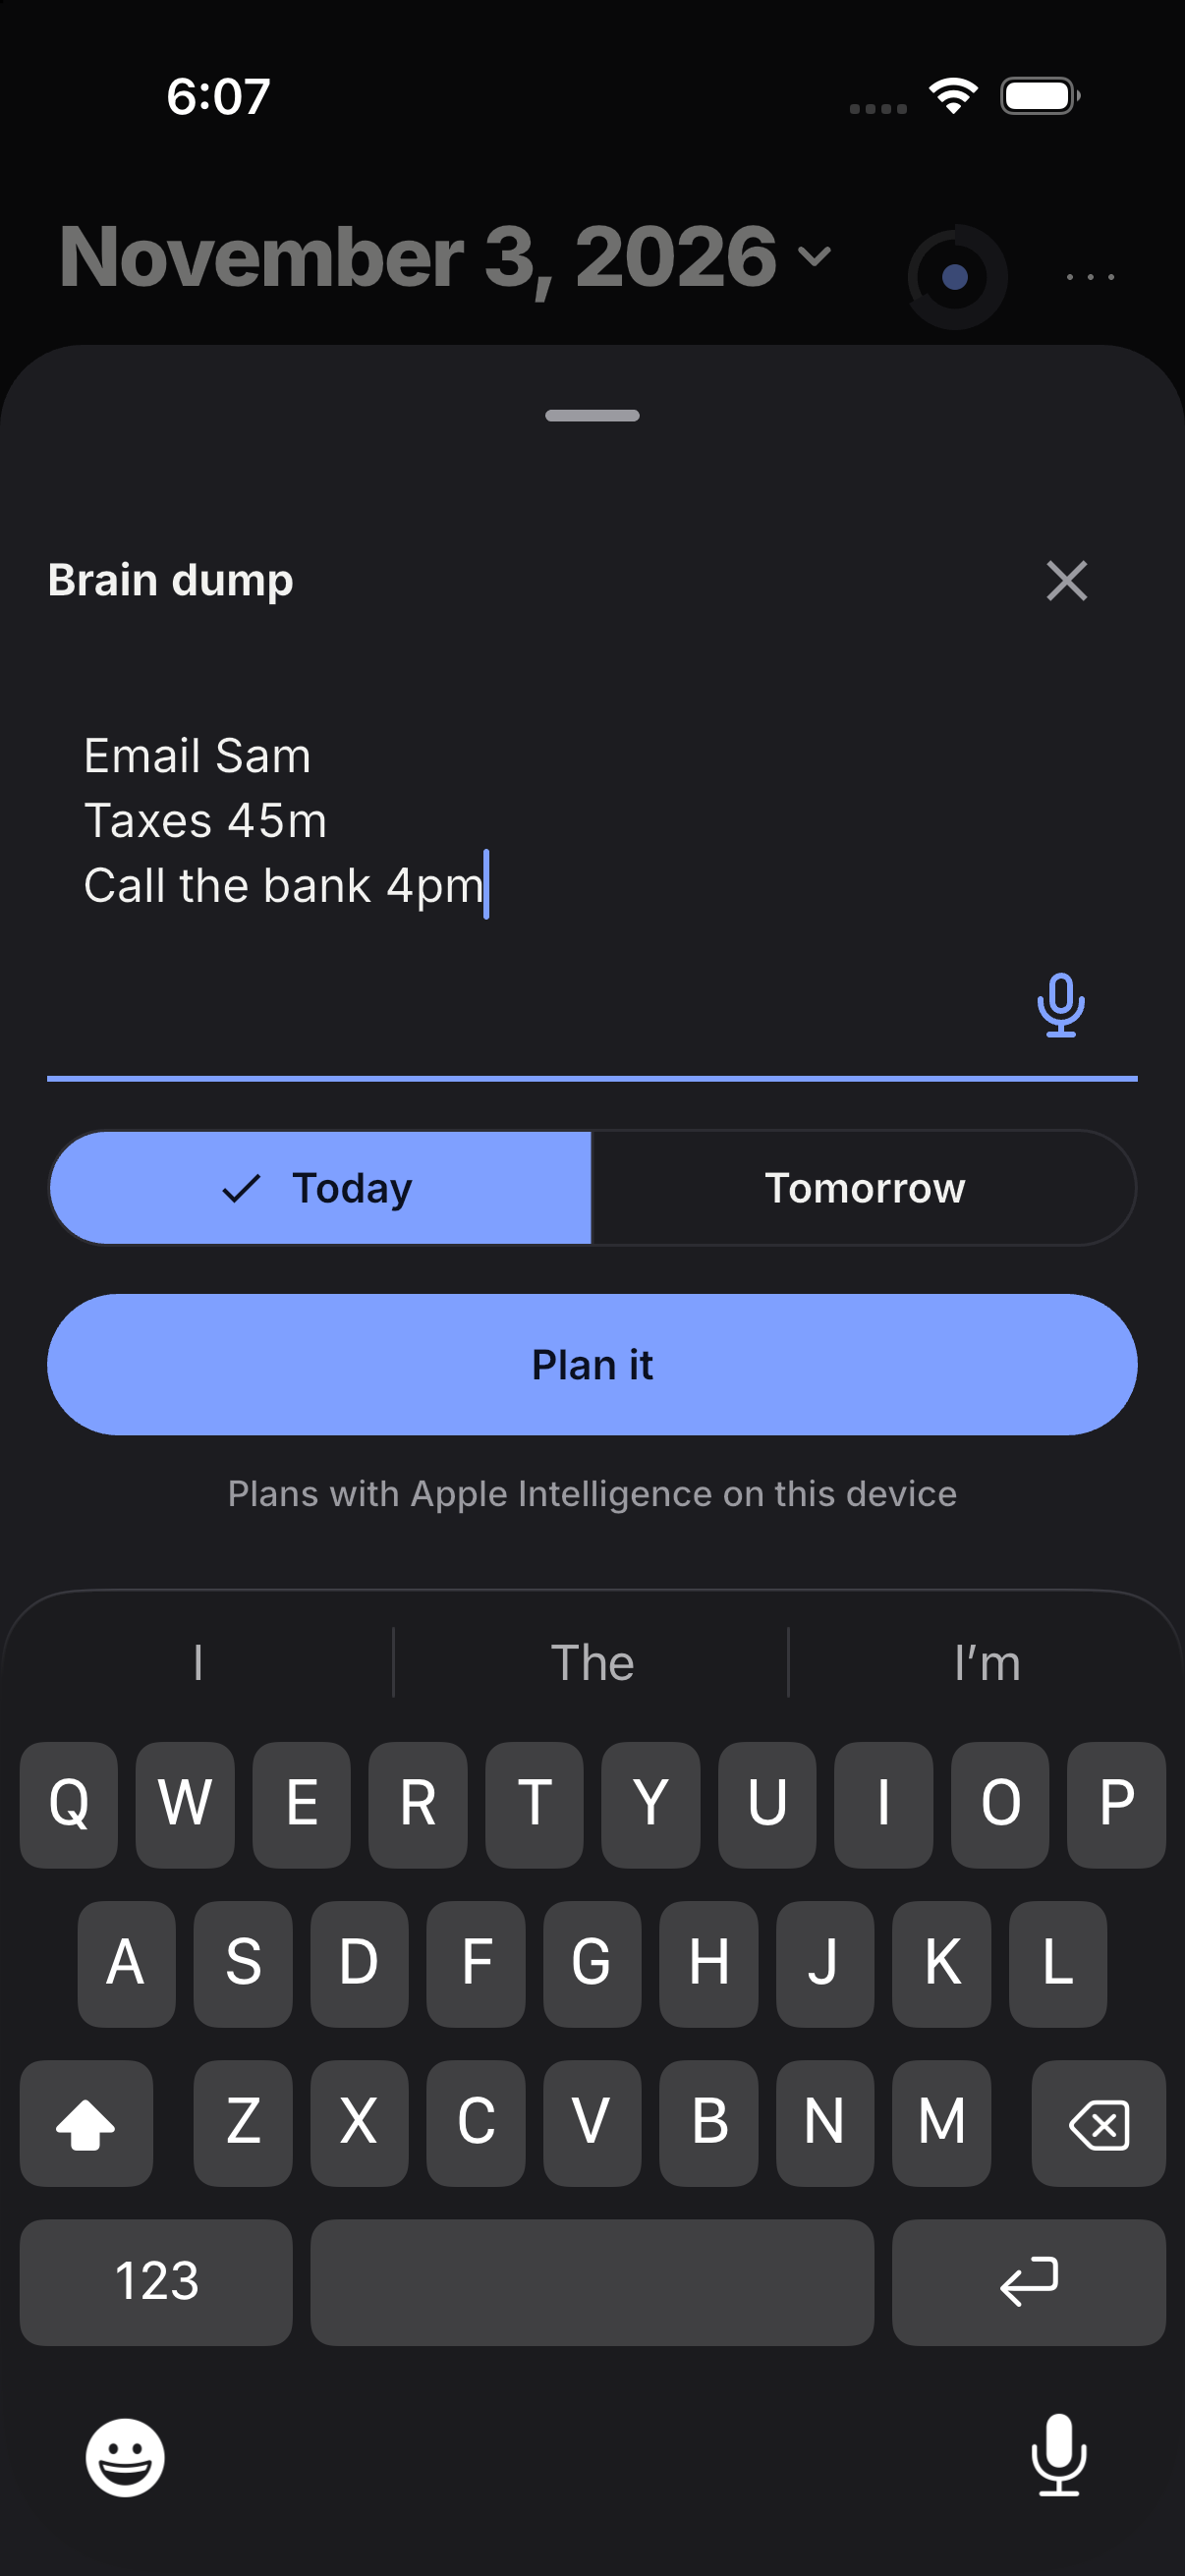 6:07
November 3, 2026
Brain dump
Email Sam
Taxes 45m
Call the bank 4pm
Today
Tomorrow
Plan it
Plans with Apple Intelligence on this device
I The I’m
Q W E R T Y U I O P
A S D F G H J K L
Z X C V B N M
123